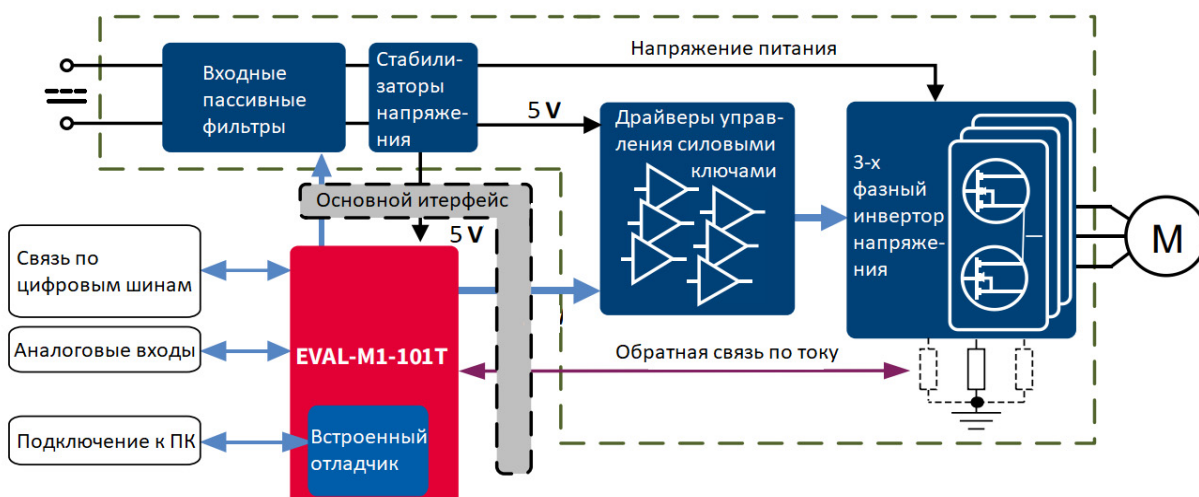 Входные
пассивные
фильтры
Стабили-
заторы
напряже-
ния
Напряжение питания
5 V
Драйверы управ-
ления силовыми
ключами
3-х
фазный
инвертор
напряже-
ния
M
Основной итерфейс
5 V
Связь по
цифровым шинам
Аналоговые входы
EVAL-M1-101T
Обратная связь по току
Подключение к ПК
Встроенный
отладчик